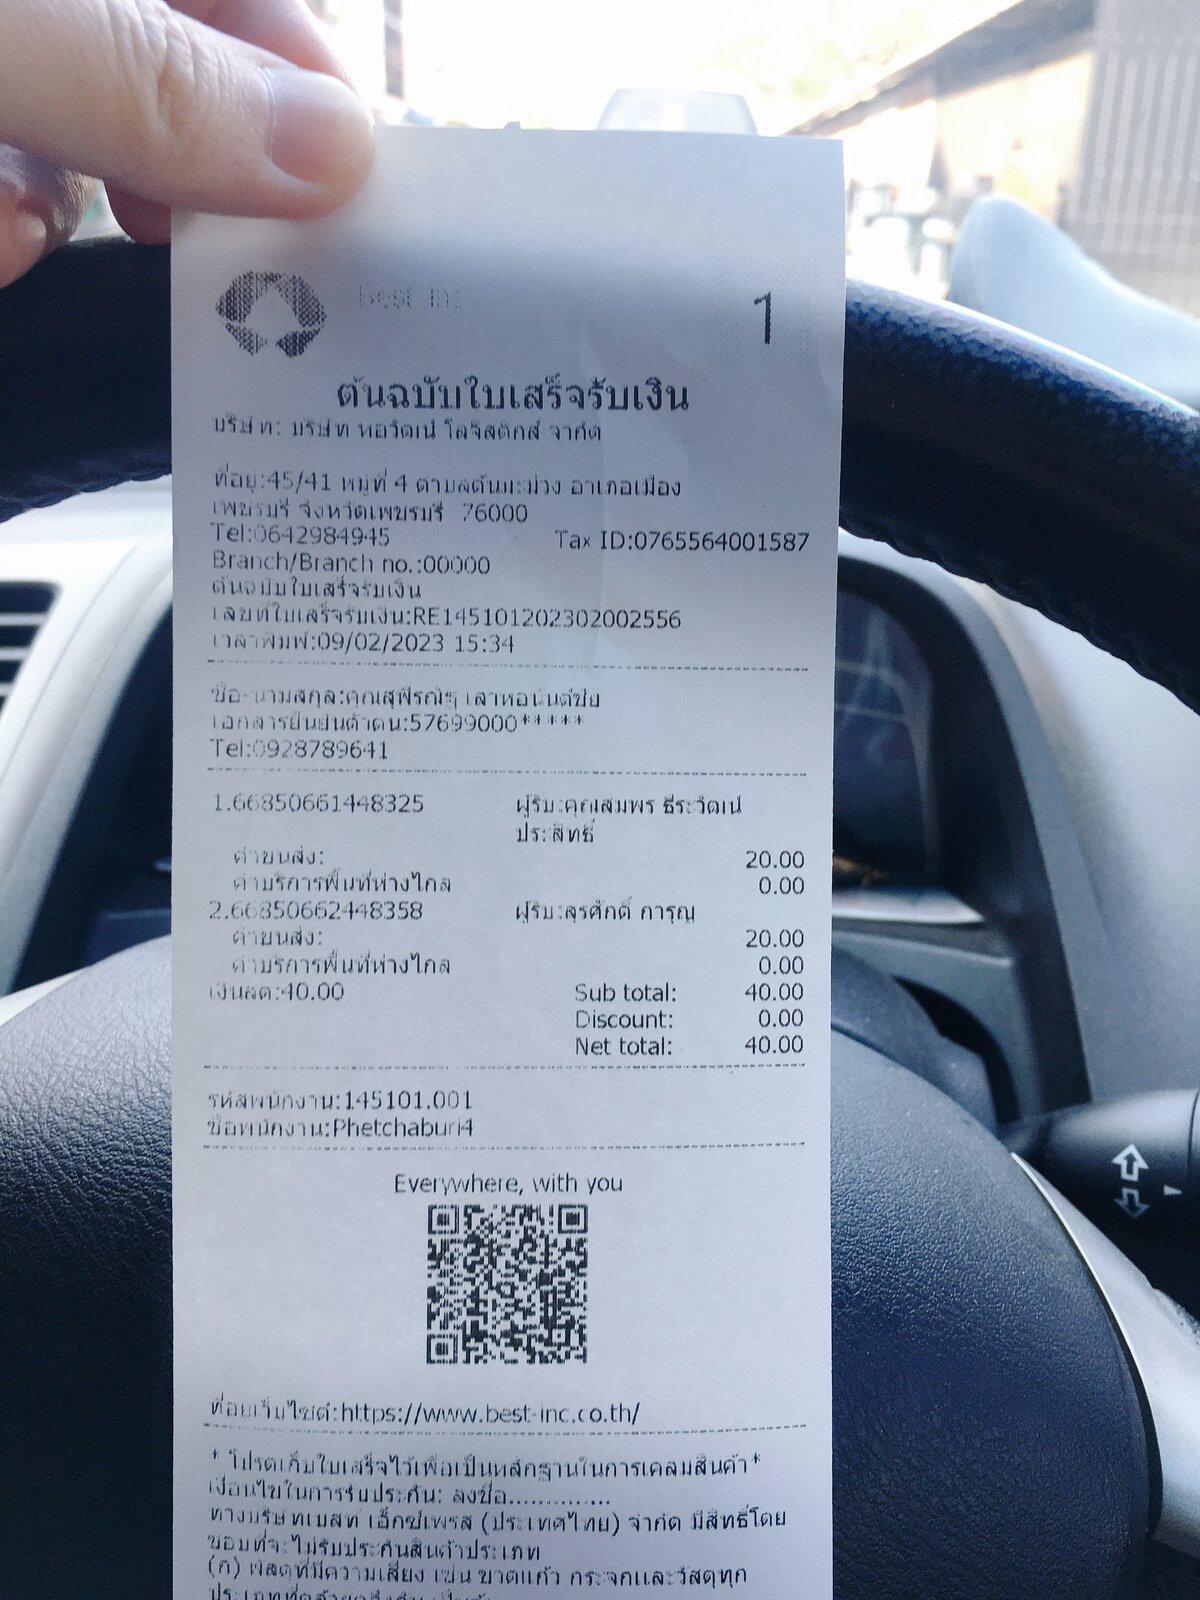 Best Inc
1
ต้นฉบับใบเสร็จรับเงิน
บริษัท: บริษัท หอวัฒน์ โลจิสติกส์ จำกัด
ที่อยู่:45/41 หมู่ที่ 4 ตำบลต้นมะม่วง อำเภอเมือง
เพชรบุรี จังหวัดเพชรบุรี 76000
Tel:0642984945 Tax ID:0765564001587
Branch/Branch no.:00000
ต้นฉบับใบเสร็จรับเงิน
เลขที่ใบเสร็จรับเงิน:RE145101202302002556
เวลาพิมพ์:09/02/2023 15:34
ชื่อ-นามสกุล:คุณสุพิรณัฐ เลาหอนันต์ชัย
เอกสารยืนยันตัวตน:57699000*****
Tel:0928789641
1.66850661448325 ผู้รับ:คุณสมพร ธีระวัฒน์
ประสิทธิ์
ค่าขนส่ง: 20.00
ค่าบริการพื้นที่ห่างไกล 0.00
2.66850662448358 ผู้รับ:สุรศักดิ์ การุณ
ค่าขนส่ง: 20.00
ค่าบริการพื้นที่ห่างไกล 0.00
เงินสด:40.00 Sub total: 40.00
Discount: 0.00
Net total: 40.00
รหัสพนักงาน:145101.001
ชื่อพนักงาน:Phetchaburi4
Everywhere, with you
ที่อยู่เว็บไซต์:https://www.best-inc.co.th/
* โปรดเก็บใบเสร็จไว้เพื่อเป็นหลักฐานในการเคลมสินค้า*
เงื่อนไขในการรับประกัน: ลงชื่อ..............
ทางบริษัทเบสท์ เอ็กซ์เพรส (ประเทศไทย) จำกัด มีสิทธิ์โดย
ชอบที่จะไม่รับประกันสินค้าประเภท
(ก) พัสดุที่มีความเสี่ยง เช่น ขวดแก้ว กระจกและวัสดุทุก